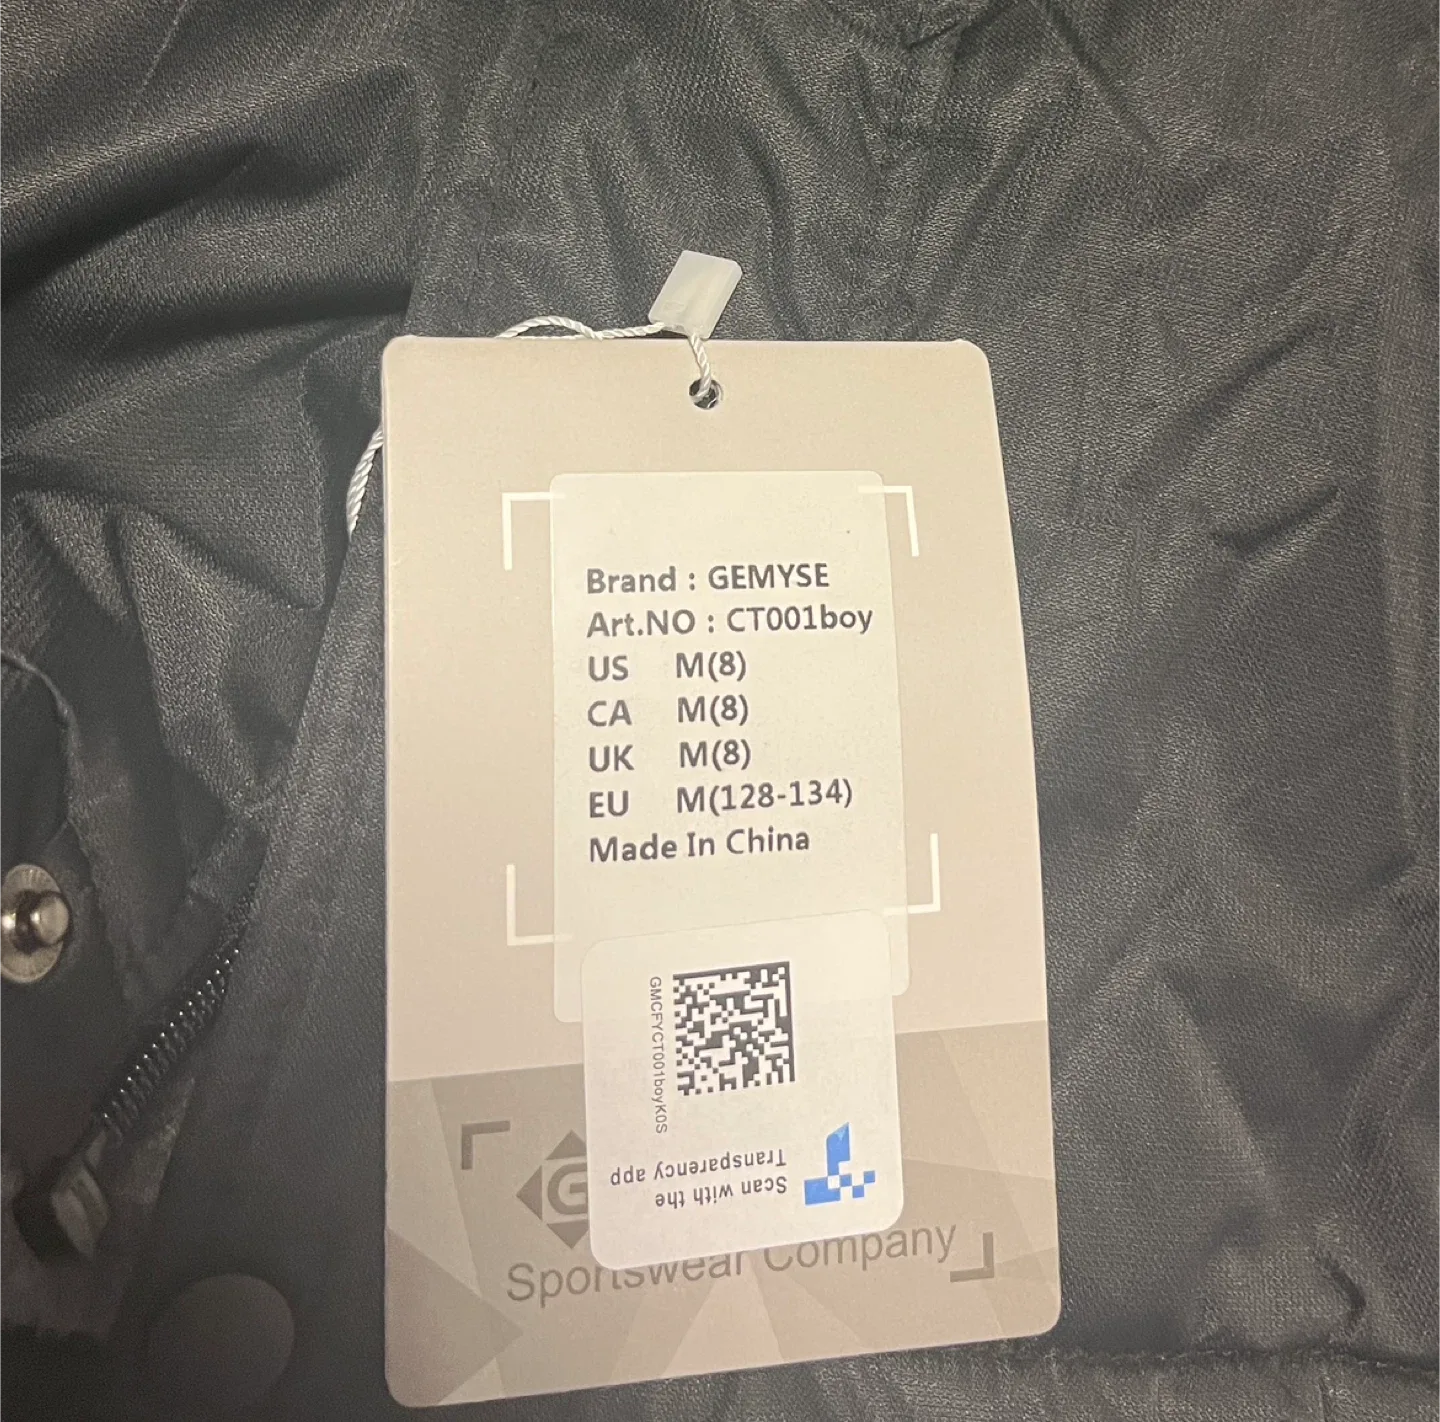 Brand : GEMYSE
Art.NO : CT001boy
US M(8)
CA M(8)
UK M(8)
EU M(128-134)
Made In China
GMCFYCT001boyK0S
Scan with the
Transparency app
G
Sportswear Company